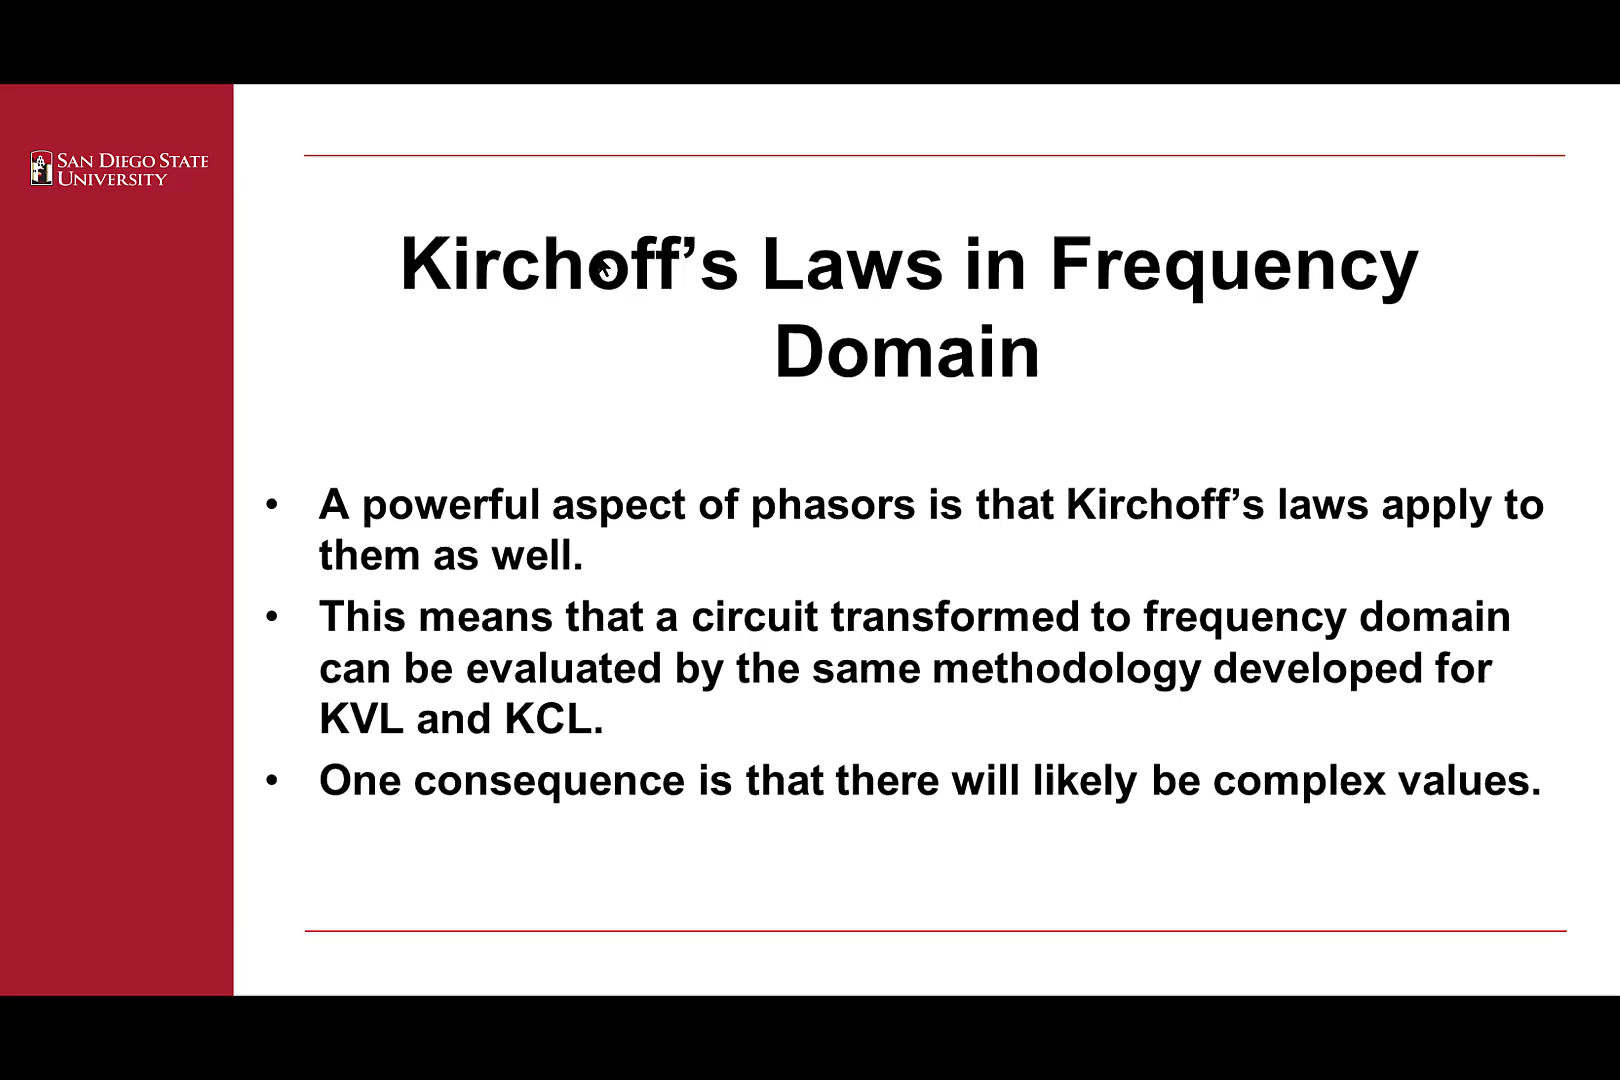 SAN DIEGO STATE
UNIVERSITY
Kirchoff’s Laws in Frequency
Domain
• A powerful aspect of phasors is that Kirchoff’s laws apply to
them as well.
• This means that a circuit transformed to frequency domain
can be evaluated by the same methodology developed for
KVL and KCL.
• One consequence is that there will likely be complex values.